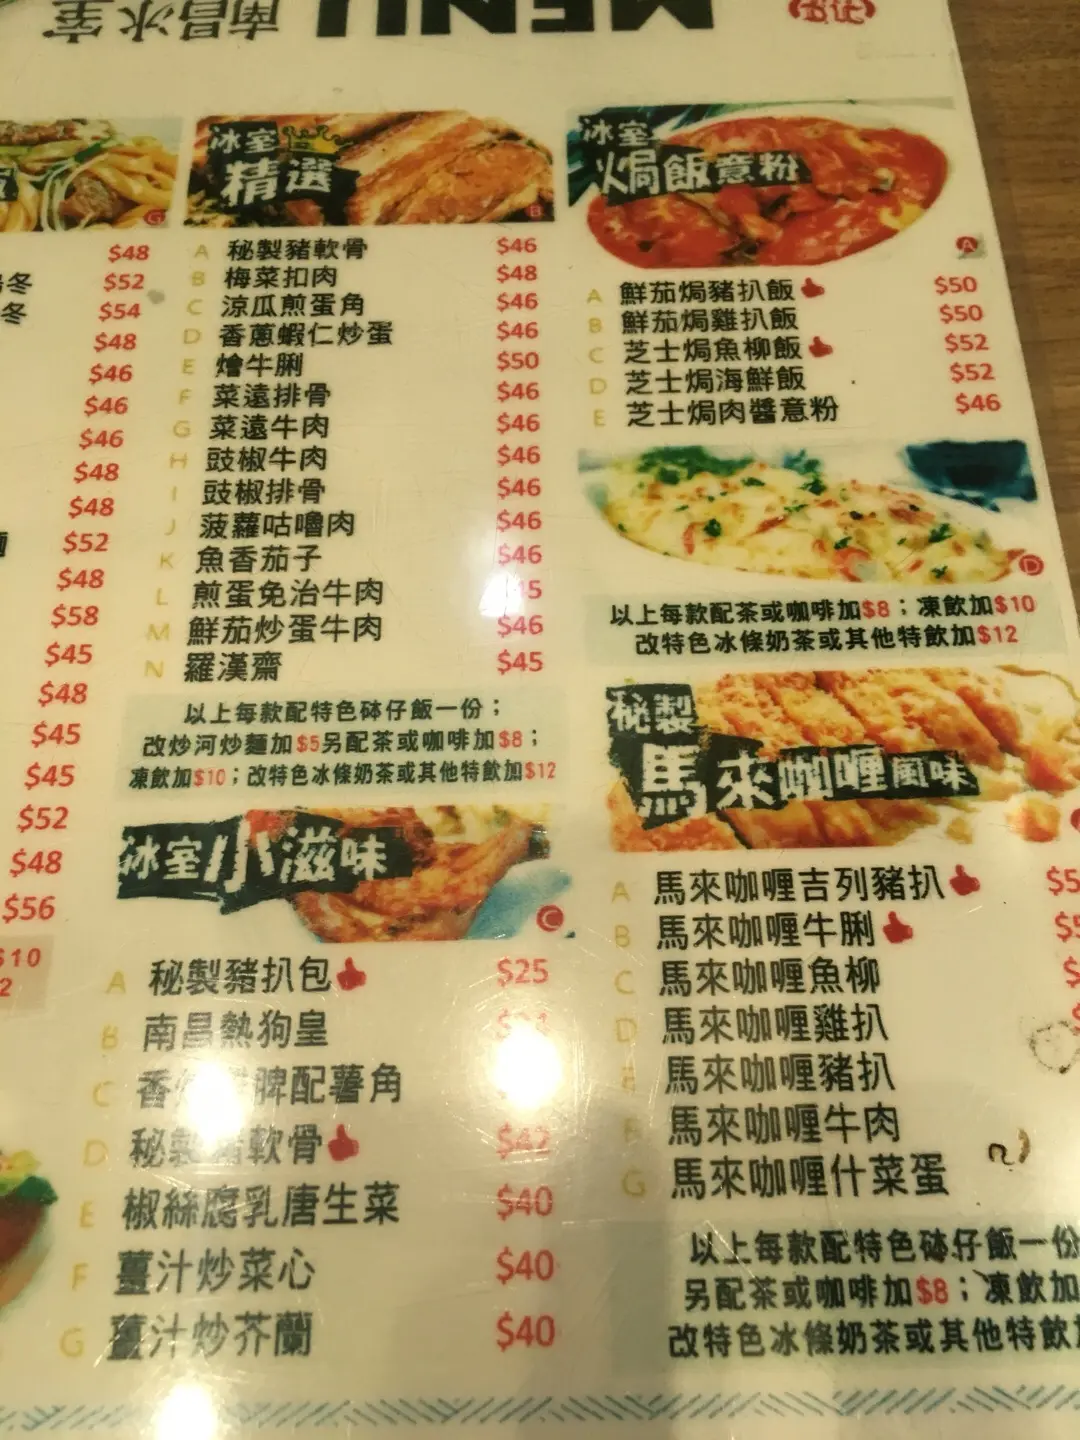 南昌冰室 MENU
$48
冬 $52
冬 $54
$48
$46
$46
$46
$48
$48
$52
$48
$58
$45
$48
$45
$45
$52
$48
$56
$10
2
G
冰室
精選
B
A 秘製豬軟骨 $46
B 梅菜扣肉 $48
C 涼瓜煎蛋角 $46
D 香蔥蝦仁炒蛋 $46
E 燴牛脷 $50
F 菜遠排骨 $46
G 菜遠牛肉 $46
H 豉椒牛肉 $46
I 豉椒排骨 $46
J 菠蘿咕嚕肉 $46
K 魚香茄子 $46
L 煎蛋免治牛肉
M 鮮茄炒蛋牛肉 $46
N 羅漢齋 $45
以上每款配特色砵仔飯一份；
改炒河炒麵加$5另配茶或咖啡加$8；
凍飲加$10；改特色冰條奶茶或其他特飲加$12
冰室小滋味
C
A 秘製豬扒包 $25
B 南昌熱狗皇
C 香 脾配薯角
D 秘製豬軟骨 $42
E 椒絲腐乳唐生菜 $40
F 薑汁炒菜心 $40
G 薑汁炒芥蘭 $40
冰室
焗飯意粉
A
A 鮮茄焗豬扒飯 $50
B 鮮茄焗雞扒飯 $50
C 芝士焗魚柳飯 $52
D 芝士焗海鮮飯 $52
E 芝士焗肉醬意粉 $46
D
以上每款配茶或咖啡加$8；凍飲加$10
改特色冰條奶茶或其他特飲加$12
秘製
馬來咖喱風味
A 馬來咖喱吉列豬扒 $5
B 馬來咖喱牛脷 $5
C 馬來咖喱魚柳 $
D 馬來咖喱雞扒
E 馬來咖喱豬扒
F 馬來咖喱牛肉
G 馬來咖喱什菜蛋
以上每款配特色砵仔飯一份
另配茶或咖啡加$8；凍飲加
改特色冰條奶茶或其他特飲